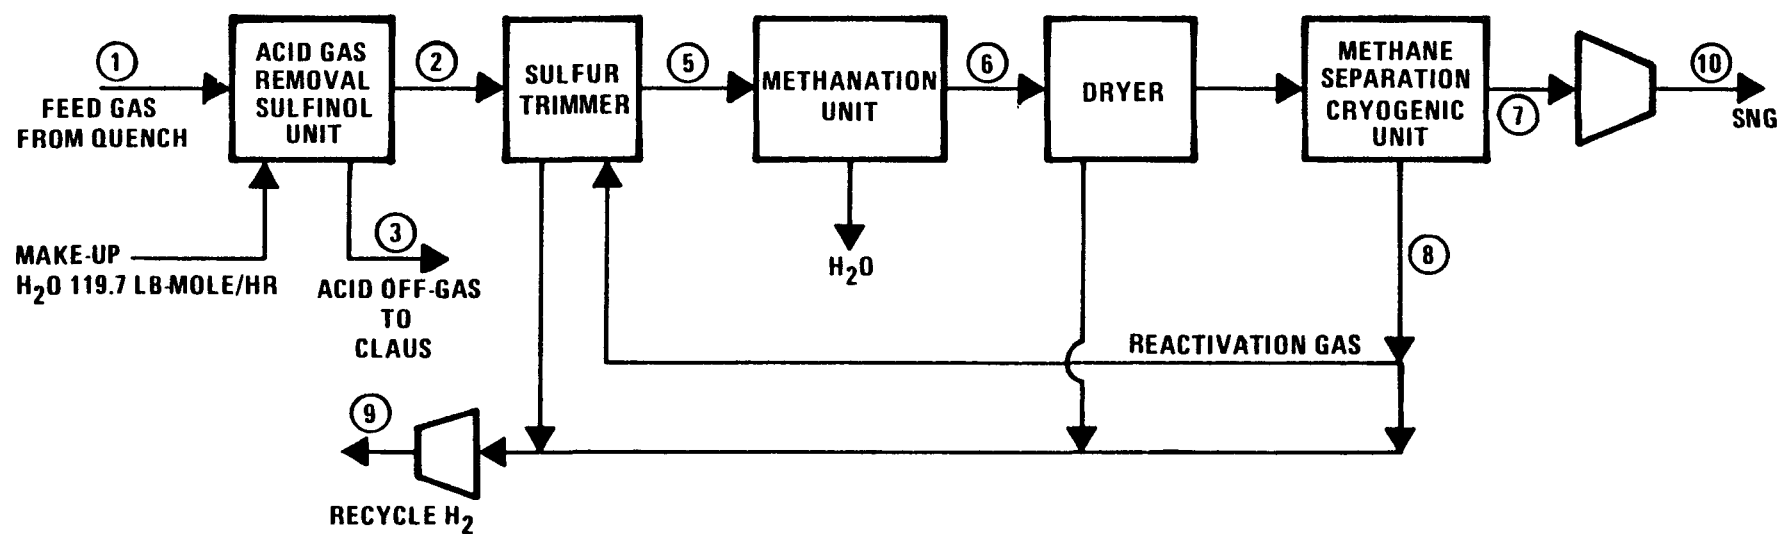 1
FEED GAS
FROM QUENCH
ACID GAS
REMOVAL
SULFINOL
UNIT
2
SULFUR
TRIMMER
5
METHANATION
UNIT
6
DRYER
METHANE
SEPARATION
CRYOGENIC
UNIT
7
10
SNG
MAKE-UP
H2O 119.7 LB-MOLE/HR
3
ACID OFF-GAS
TO
CLAUS
H2O
8
REACTIVATION GAS
9
RECYCLE H2